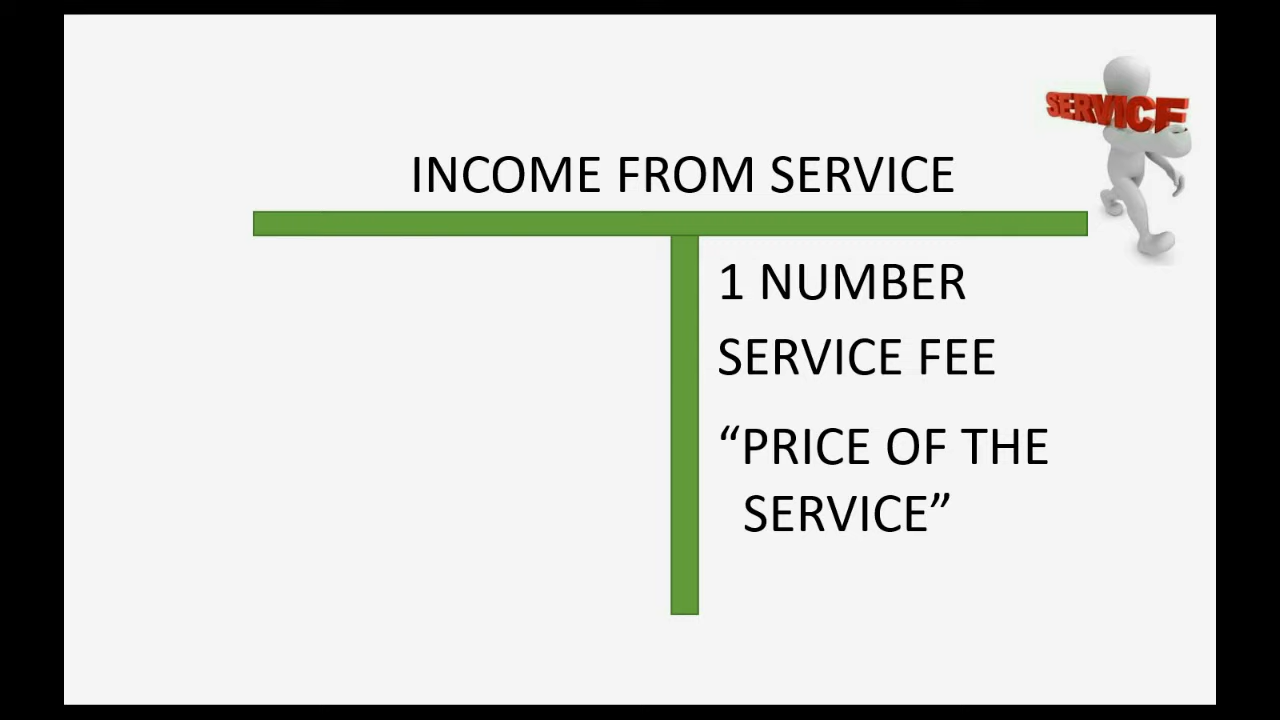 SERVICE
INCOME FROM SERVICE
1 NUMBER
SERVICE FEE
“PRICE OF THE
SERVICE”